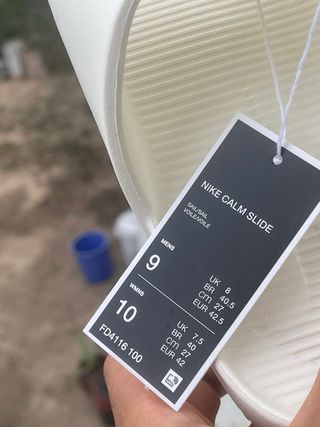 NIKE CALM SLIDE
SAIL/SAIL
VOILE/VOILE
MENS
9
UK 8
BR 40.5
CM 27
EUR 42.5
WMNS
10
UK 7.5
BR 40
CM 27
EUR 42
FD4116 100